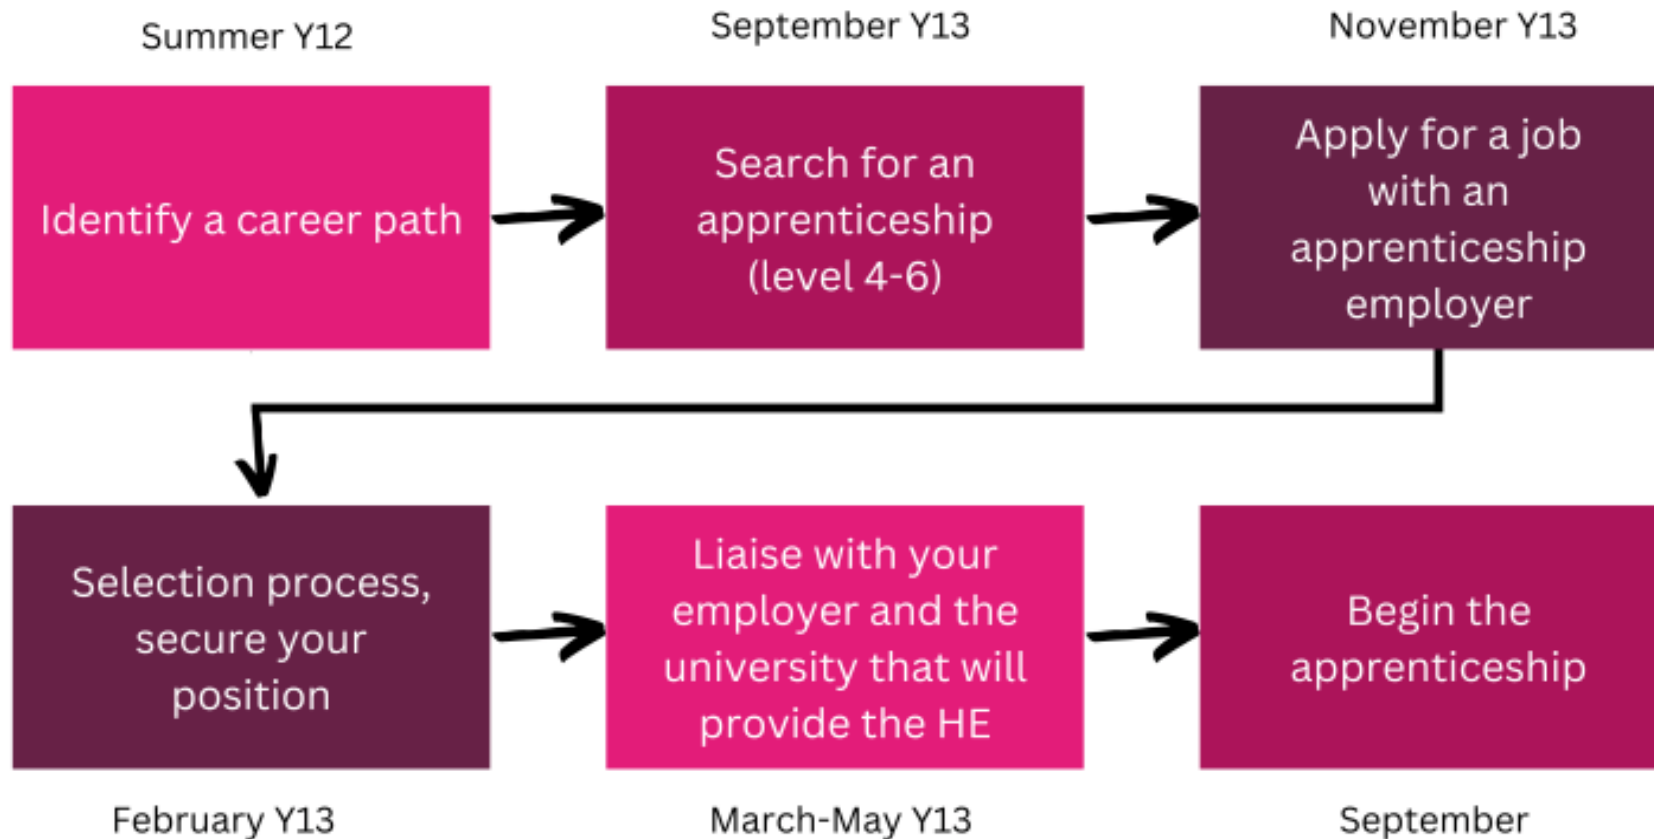 Summer Y12
Identify a career path
September Y13
Search for an
apprenticeship
(level 4-6)
November Y13
Apply for a job
with an
apprenticeship
employer
Selection process,
secure your
position
February Y13
Liaise with your
employer and the
university that will
provide the HE
March-May Y13
Begin the
apprenticeship
September